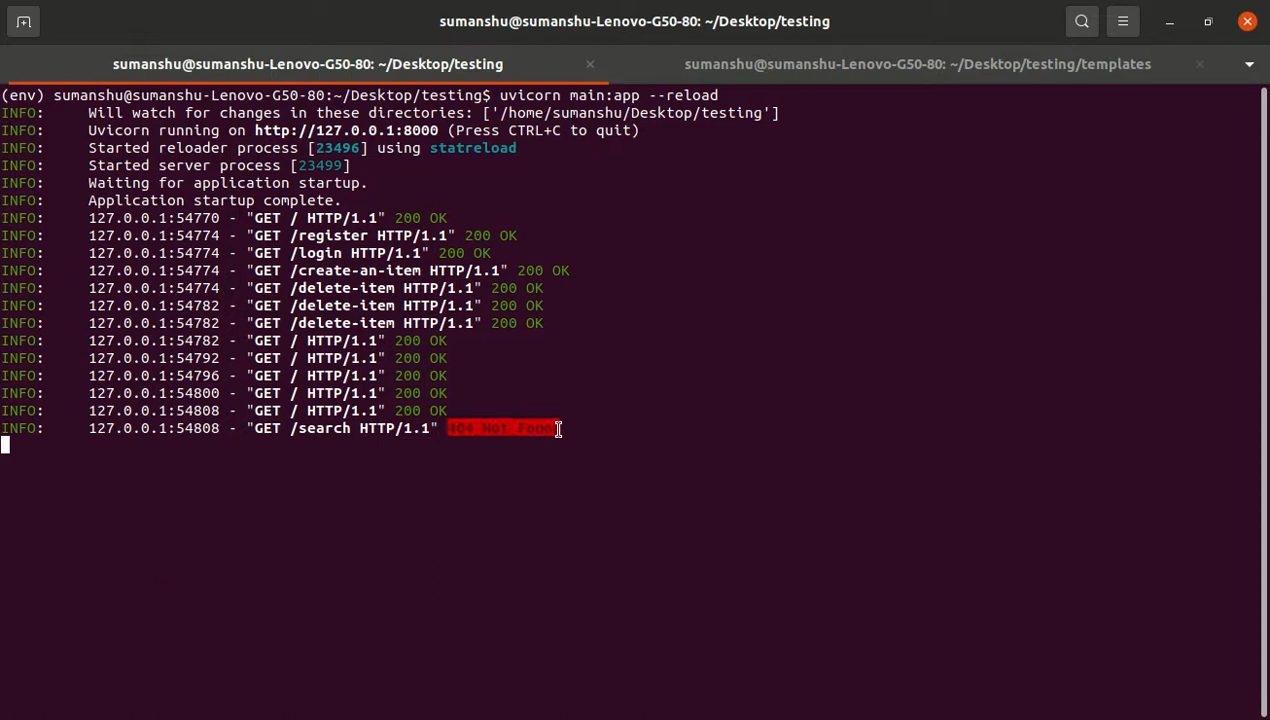 sumanshu@sumanshu-Lenovo-G50-80: ~/Desktop/testing
sumanshu@sumanshu-Lenovo-G50-80: ~/Desktop/testing
sumanshu@sumanshu-Lenovo-G50-80: ~/Desktop/testing/templates
(env) sumanshu@sumanshu-Lenovo-G50-80:~/Desktop/testing$ uvicorn main:app --reload
INFO:     Will watch for changes in these directories: ['/home/sumanshu/Desktop/testing']
INFO:     Uvicorn running on http://127.0.0.1:8000 (Press CTRL+C to quit)
INFO:     Started reloader process [23496] using statreload
INFO:     Started server process [23499]
INFO:     Waiting for application startup.
INFO:     Application startup complete.
INFO:     127.0.0.1:54770 - "GET / HTTP/1.1" 200 OK
INFO:     127.0.0.1:54774 - "GET /register HTTP/1.1" 200 OK
INFO:     127.0.0.1:54774 - "GET /login HTTP/1.1" 200 OK
INFO:     127.0.0.1:54774 - "GET /create-an-item HTTP/1.1" 200 OK
INFO:     127.0.0.1:54774 - "GET /delete-item HTTP/1.1" 200 OK
INFO:     127.0.0.1:54782 - "GET /delete-item HTTP/1.1" 200 OK
INFO:     127.0.0.1:54782 - "GET /delete-item HTTP/1.1" 200 OK
INFO:     127.0.0.1:54782 - "GET / HTTP/1.1" 200 OK
INFO:     127.0.0.1:54792 - "GET / HTTP/1.1" 200 OK
INFO:     127.0.0.1:54796 - "GET / HTTP/1.1" 200 OK
INFO:     127.0.0.1:54800 - "GET / HTTP/1.1" 200 OK
INFO:     127.0.0.1:54808 - "GET / HTTP/1.1" 200 OK
INFO:     127.0.0.1:54808 - "GET /search HTTP/1.1" 404 Not Found